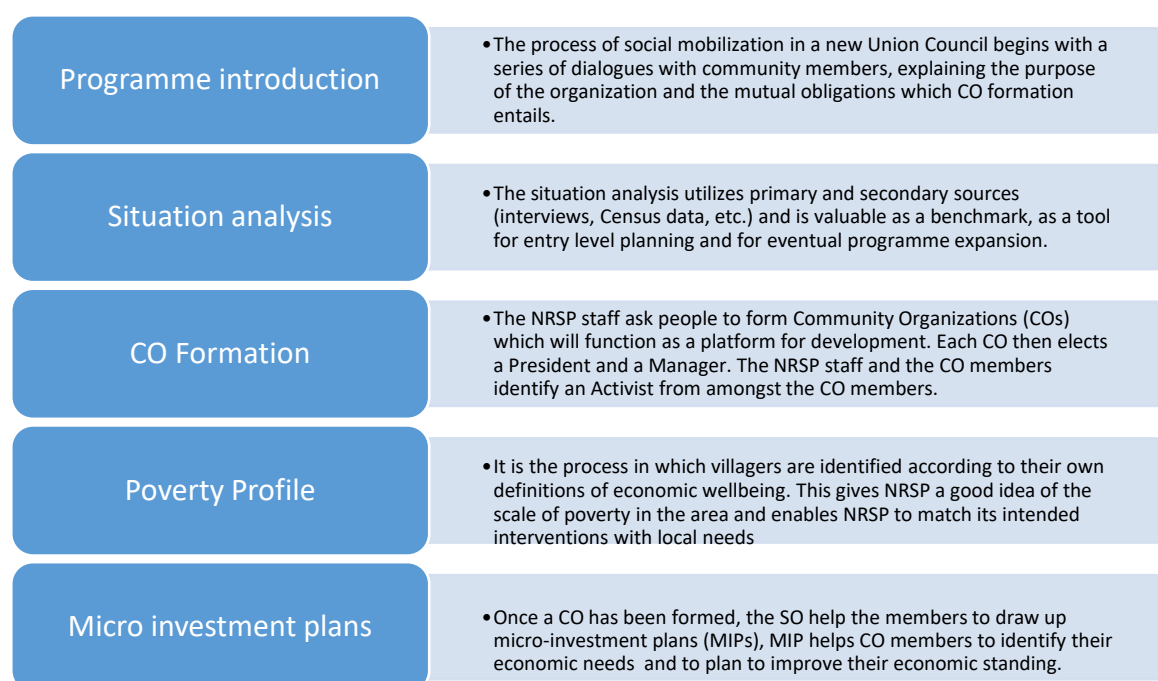 Programme introduction
•The process of social mobilization in a new Union Council begins with a
series of dialogues with community members, explaining the purpose
of the organization and the mutual obligations which CO formation
entails.
Situation analysis
•The situation analysis utilizes primary and secondary sources
(interviews, Census data, etc.) and is valuable as a benchmark, as a tool
for entry level planning and for eventual programme expansion.
CO Formation
•The NRSP staff ask people to form Community Organizations (COs)
which will function as a platform for development. Each CO then elects
a President and a Manager. The NRSP staff and the CO members
identify an Activist from amongst the CO members.
Poverty Profile
•It is the process in which villagers are identified according to their own
definitions of economic wellbeing. This gives NRSP a good idea of the
scale of poverty in the area and enables NRSP to match its intended
interventions with local needs
Micro investment plans
•Once a CO has been formed, the SO help the members to draw up
micro-investment plans (MIPs), MIP helps CO members to identify their
economic needs and to plan to improve their economic standing.